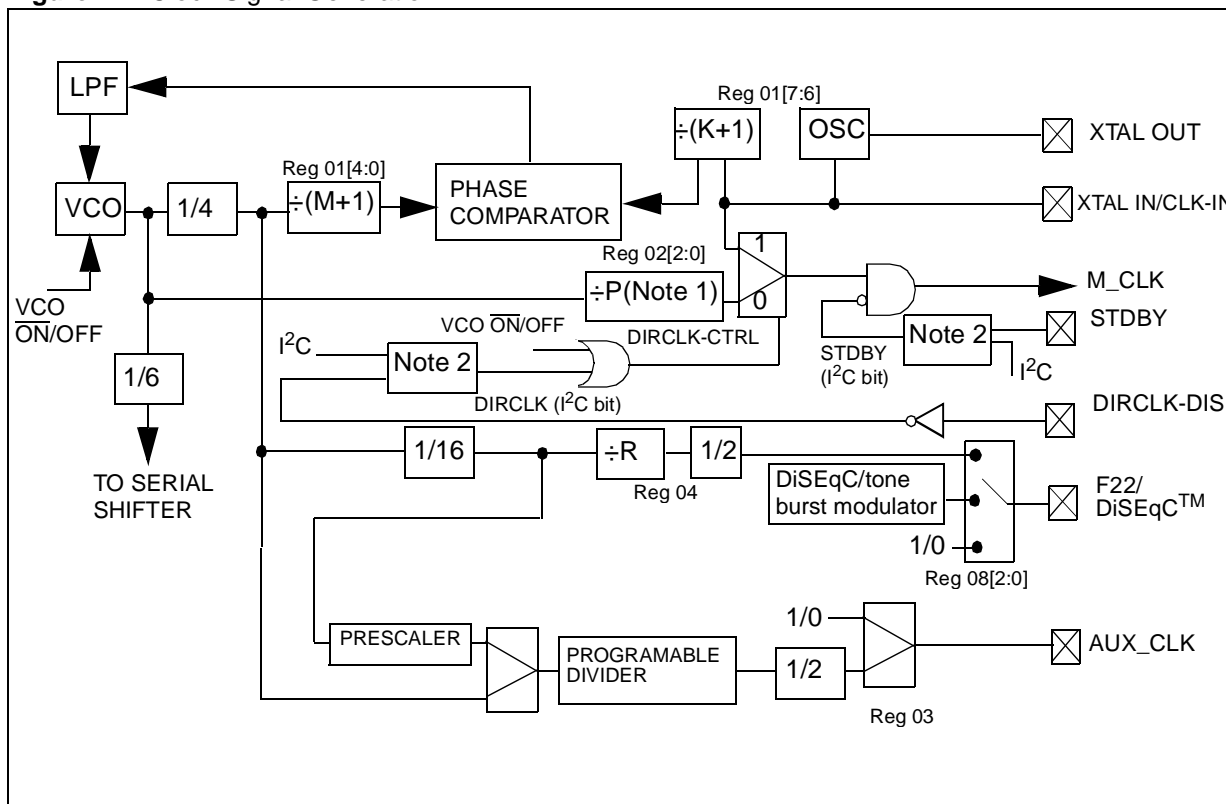 LPF
Reg 01[7:6]
÷(K+1)
OSC
XTAL OUT
Reg 01[4:0]
VCO
1/4
÷(M+1)
PHASE
COMPARATOR
XTAL IN/CLK-IN
Reg 02[2:0]
1
÷P(Note 1)
0
M_CLK
VCO
ON/OFF
VCO ON/OFF
DIRCLK-CTRL
STDBY
I²C
Note 2
STDBY
(I²C bit)
Note 2
I²C
1/6
DIRCLK (I²C bit)
DIRCLK-DIS
TO SERIAL
SHIFTER
1/16
÷R
1/2
Reg 04
DiSEqC/tone
burst modulator
F22/
DiSEqC™
1/0
Reg 08[2:0]
PRESCALER
PROGRAMABLE
DIVIDER
1/2
1/0
AUX_CLK
Reg 03